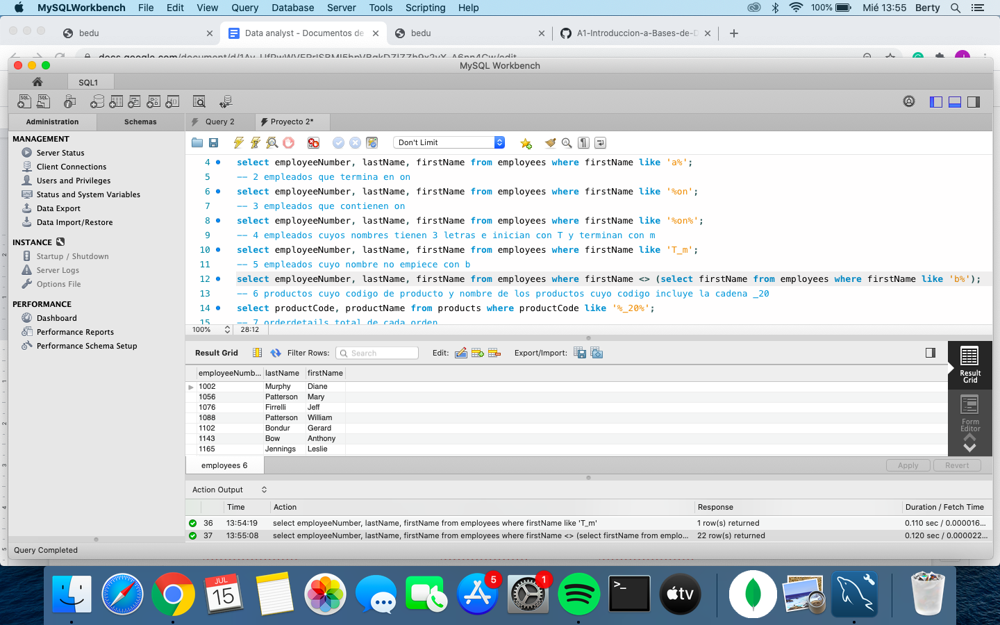 MySQLWorkbench File Edit View Query Database Server Tools Scripting Help 100% Mié 13:55 Berty
bedu Data analyst - Documentos de bedu A1-Introduccion-a-Bases-de-D
MySQL Workbench
SQL1
Administration Schemas Query 2 Proyecto 2*
MANAGEMENT
Server Status
Client Connections
Users and Privileges
Status and System Variables
Data Export
Data Import/Restore
INSTANCE
Startup / Shutdown
Server Logs
Options File
PERFORMANCE
Dashboard
Performance Reports
Performance Schema Setup
Don't Limit
4 select employeeNumber, lastName, firstName from employees where firstName like 'a%';
5 -- 2 empleados que termina en on
6 select employeeNumber, lastName, firstName from employees where firstName like '%on';
7 -- 3 empleados que contienen on
8 select employeeNumber, lastName, firstName from employees where firstName like '%on%';
9 -- 4 empleados cuyos nombres tienen 3 letras e inician con T y terminan con m
10 select employeeNumber, lastName, firstName from employees where firstName like 'T_m';
11 -- 5 empleados cuyo nombre no empiece con b
12 select employeeNumber, lastName, firstName from employees where firstName <> (select firstName from employees where firstName like 'b%');
13 -- 6 productos cuyo codigo de producto y nombre de los productos cuyo codigo incluye la cadena _20
14 select productCode, productName from products where productCode like '%_20%';
15 -- 7 orderdetails total de cada orden
100% 28:12
Result Grid Filter Rows: Search Edit: Export/Import:
employeeNumb... lastName firstName
1002 Murphy Diane
1056 Patterson Mary
1076 Firrelli Jeff
1088 Patterson William
1102 Bondur Gerard
1143 Bow Anthony
1165 Jennings Leslie
Result Grid
Form Editor
employees 6 Apply Revert
Action Output
Time Action Response Duration / Fetch Time
36 13:54:19 select employeeNumber, lastName, firstName from employees where firstName like 'T_m' 1 row(s) returned 0.110 sec / 0.000016...
37 13:55:08 select employeeNumber, lastName, firstName from employees where firstName <> (select firstName from emplo... 22 row(s) returned 0.120 sec / 0.000022...
Query Completed
JUL
15
5
1
>_
tv